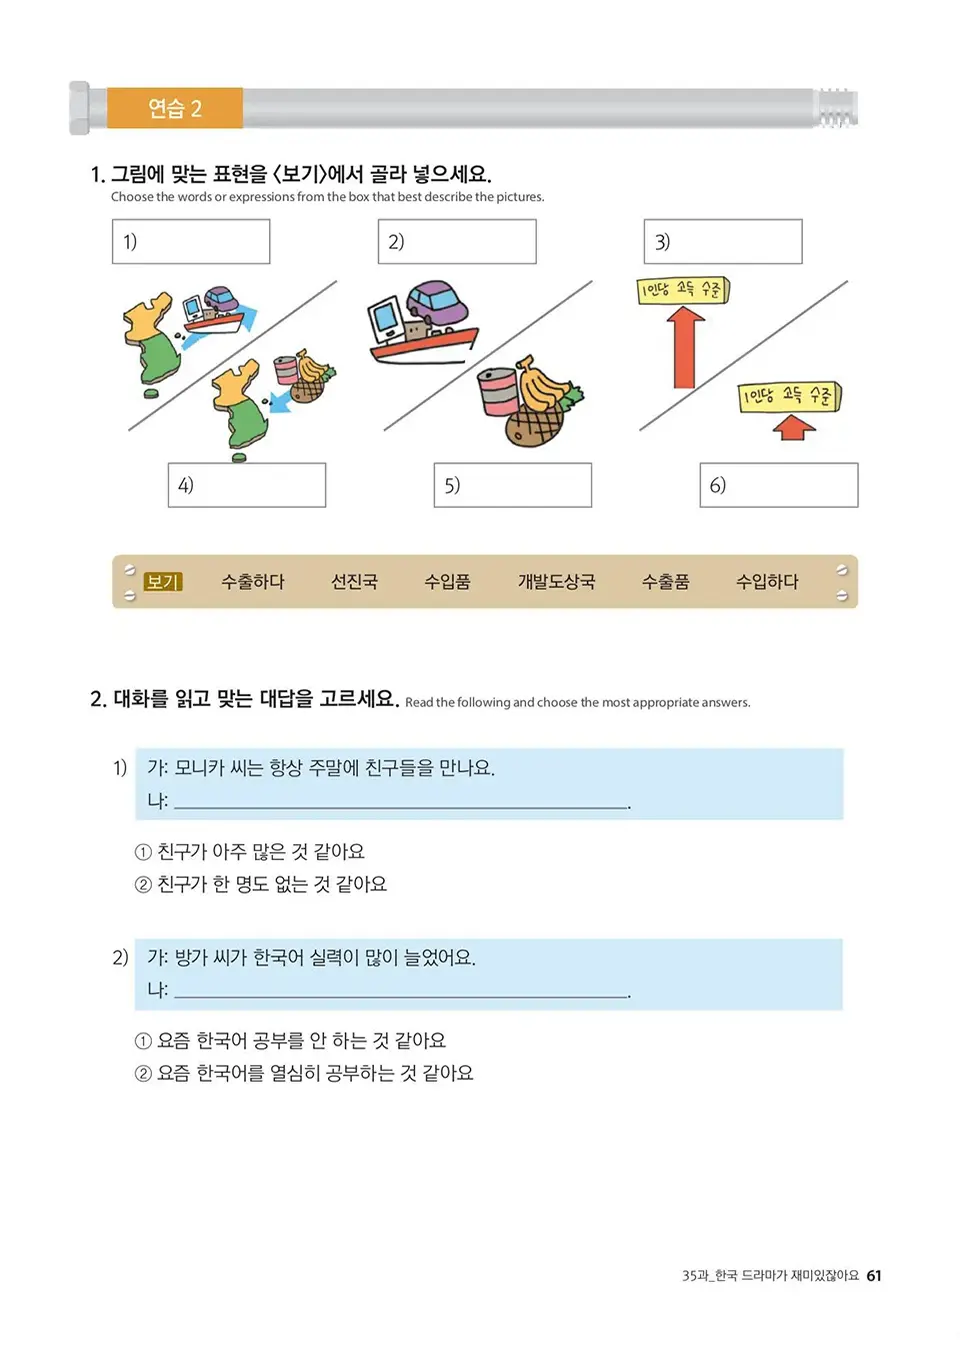 연습 2
1. 그림에 맞는 표현을 〈보기〉에서 골라 넣으세요.
Choose the words or expressions from the box that best describe the pictures.
1)
2)
3)
1인당 소득 수준
1인당 소득 수준
4)
5)
6)
보기 수출하다 선진국 수입품 개발도상국 수출품 수입하다
2. 대화를 읽고 맞는 대답을 고르세요. Read the following and choose the most appropriate answers.
1) 가: 모니카 씨는 항상 주말에 친구들을 만나요.
나: ______________________________.
① 친구가 아주 많은 것 같아요
② 친구가 한 명도 없는 것 같아요
2) 가: 방가 씨가 한국어 실력이 많이 늘었어요.
나: ______________________________.
① 요즘 한국어 공부를 안 하는 것 같아요
② 요즘 한국어를 열심히 공부하는 것 같아요
35과_한국 드라마가 재미있잖아요 61